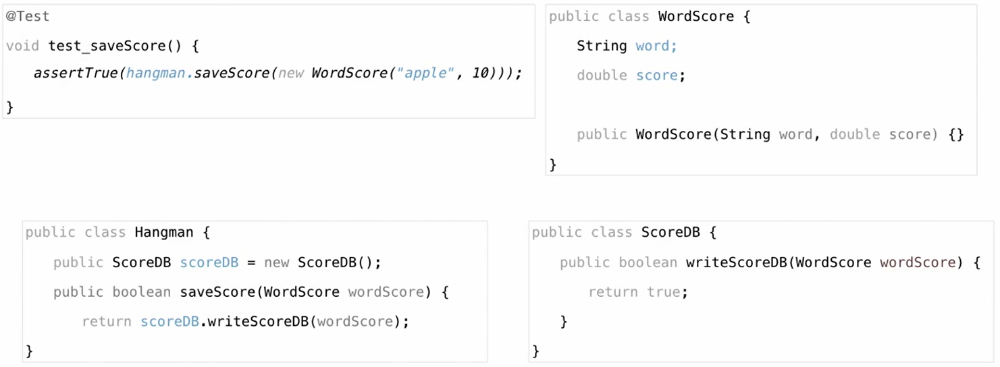 @Test
void test_saveScore() {
assertTrue(hangman.saveScore(new WordScore("apple", 10)));
}
public class WordScore {
String word;
double score;
public WordScore(String word, double score) {}
}
public class Hangman {
public ScoreDB scoreDB = new ScoreDB();
public boolean saveScore(WordScore wordScore) {
return scoreDB.writeScoreDB(wordScore);
}
public class ScoreDB {
public boolean writeScoreDB(WordScore wordScore) {
return true;
}
}